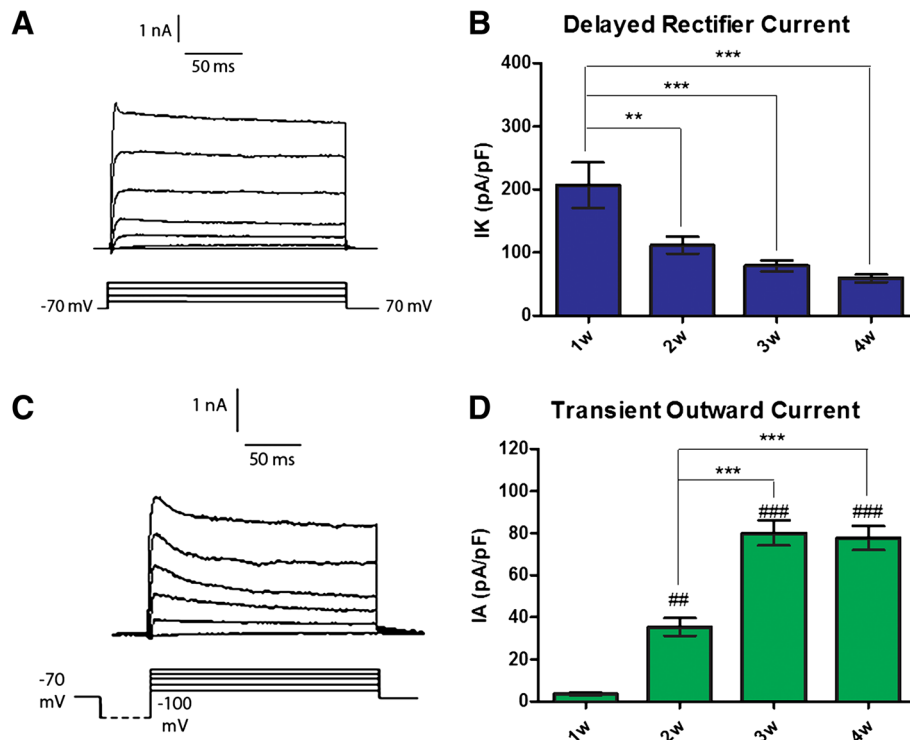 A
1 nA
50 ms
-70 mV
70 mV
B
Delayed Rectifier Current
IK (pA/pF)
400
300
200
100
0
***
***
**
1w
2w
3w
4w
C
1 nA
50 ms
-70
mV
-100
mV
D
Transient Outward Current
IA (pA/pF)
120
100
80
60
40
20
0
***
***
###
###
##
1w
2w
3w
4w